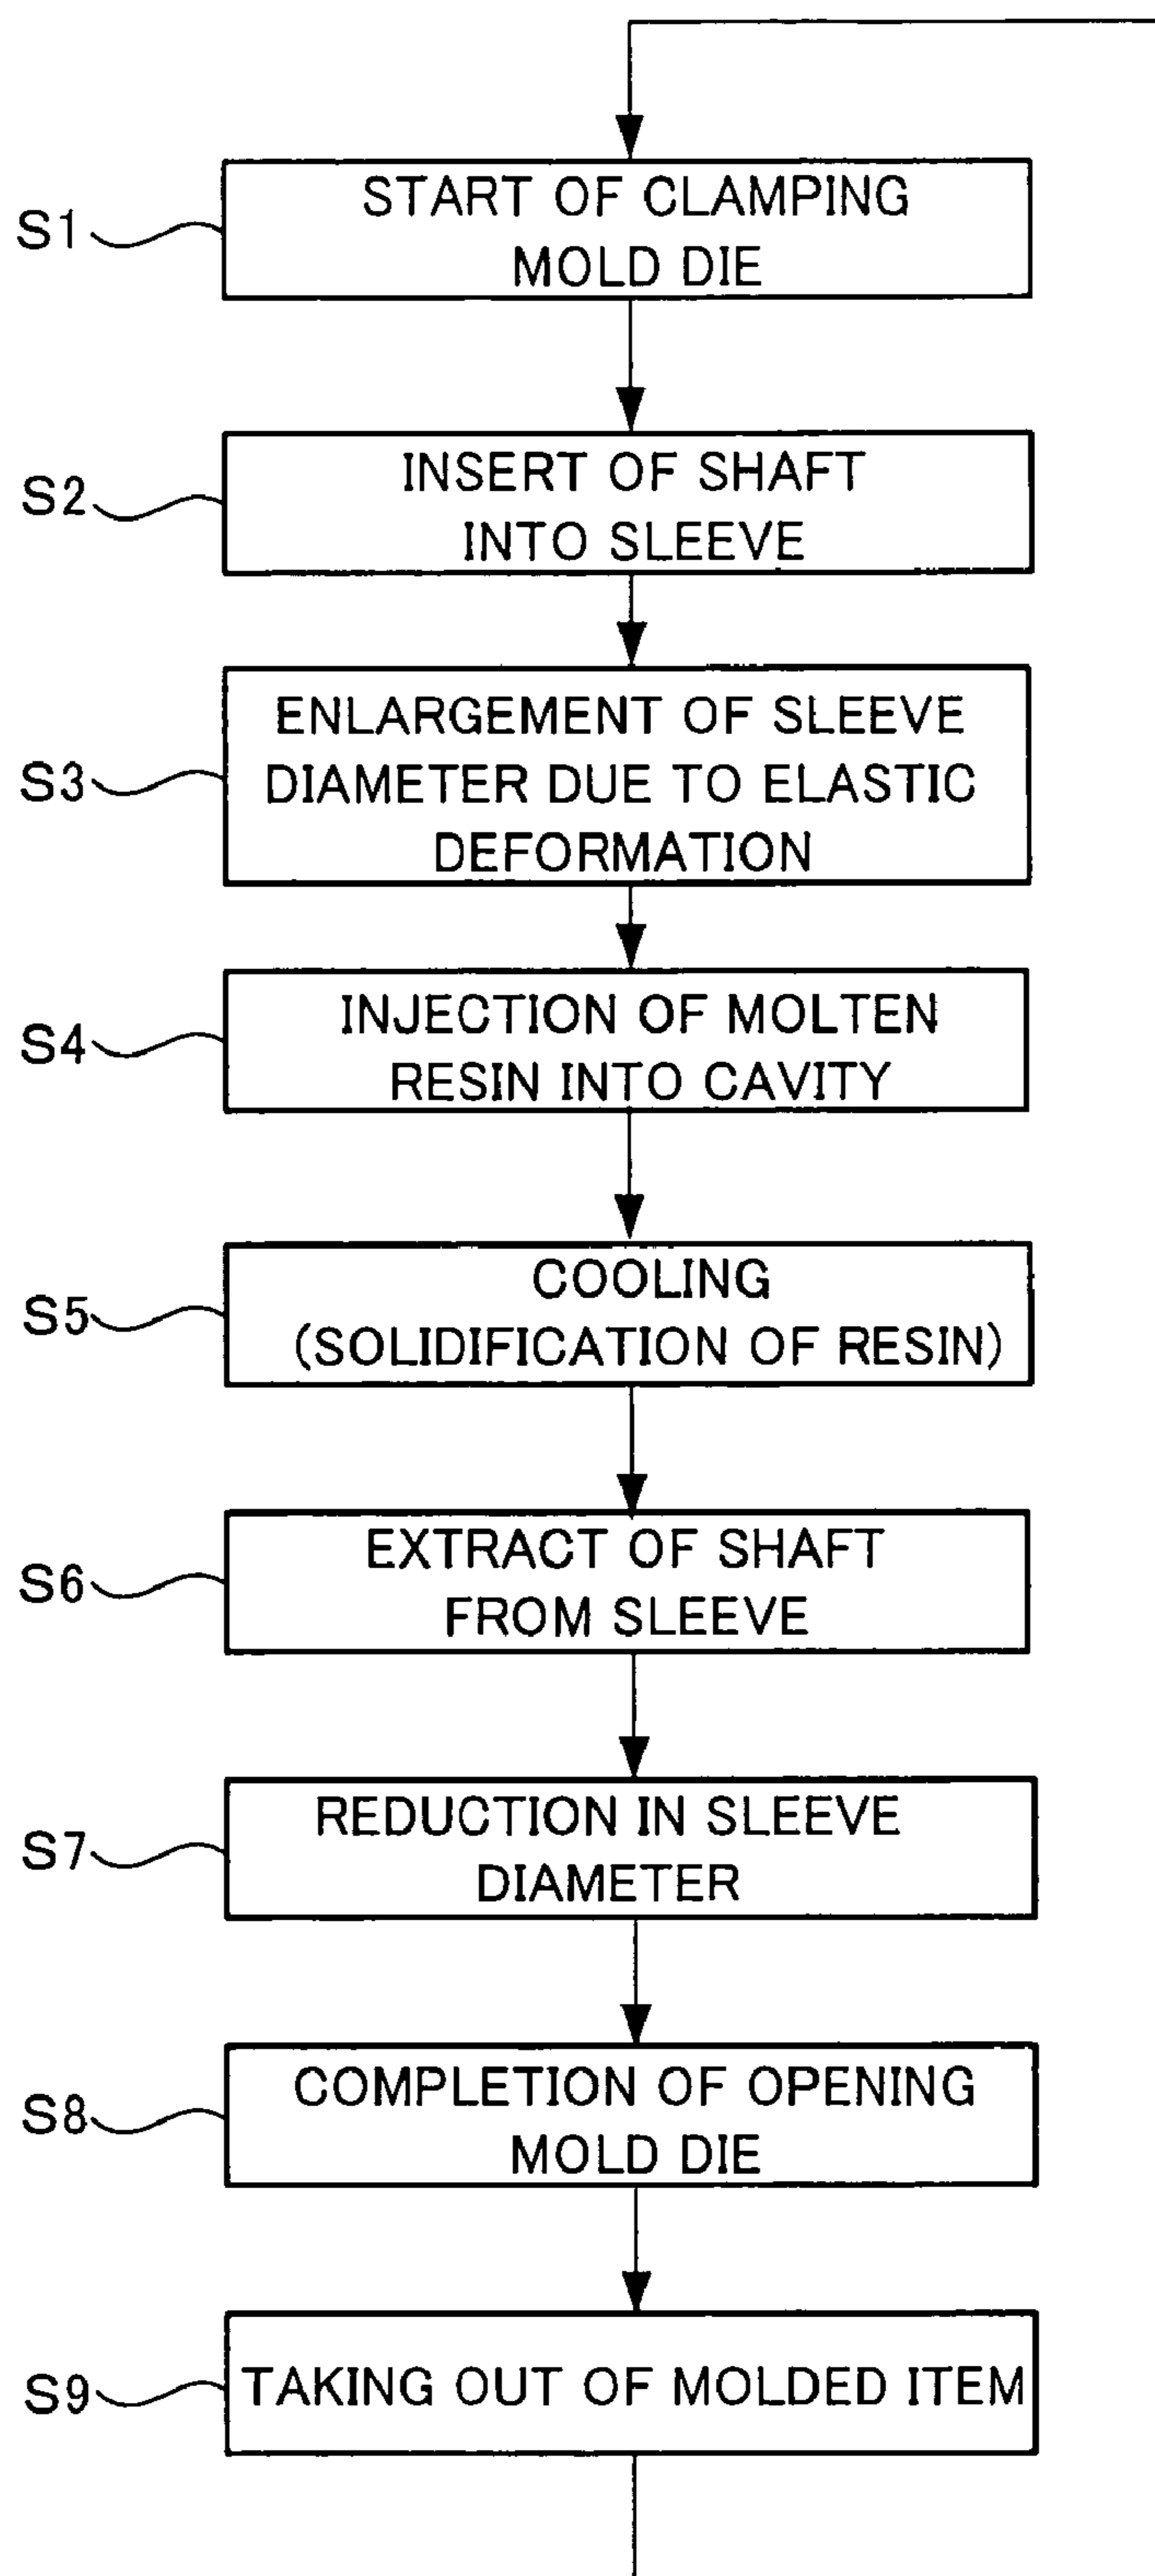 S1
START OF CLAMPING
MOLD DIE
S2
INSERT OF SHAFT
INTO SLEEVE
S3
ENLARGEMENT OF SLEEVE
DIAMETER DUE TO ELASTIC
DEFORMATION
S4
INJECTION OF MOLTEN
RESIN INTO CAVITY
S5
COOLING
(SOLIDIFICATION OF RESIN)
S6
EXTRACT OF SHAFT
FROM SLEEVE
S7
REDUCTION IN SLEEVE
DIAMETER
S8
COMPLETION OF OPENING
MOLD DIE
S9
TAKING OUT OF MOLDED ITEM